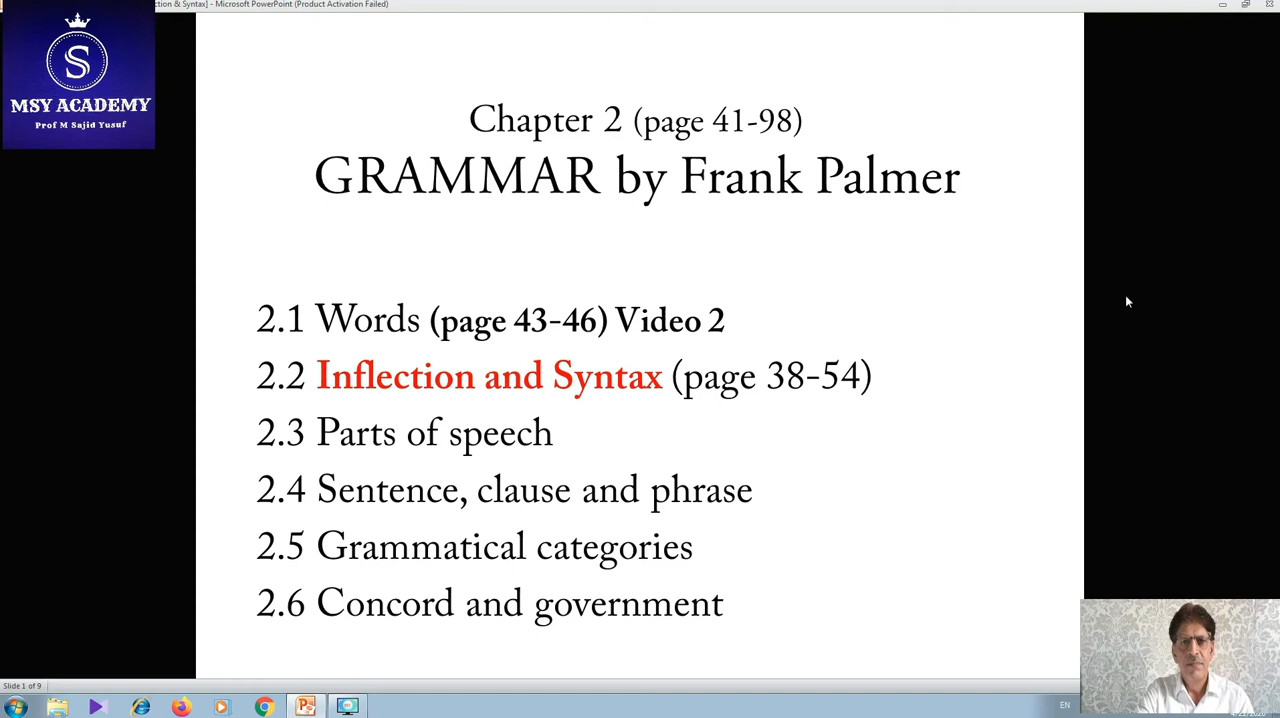 ction & Syntax] - Microsoft PowerPoint (Product Activation Failed)
S
MSY ACADEMY
Prof M Sajid Yusuf
Chapter 2 (page 41-98)
GRAMMAR by Frank Palmer
2.1 Words (page 43-46) Video 2
2.2 Inflection and Syntax (page 38-54)
2.3 Parts of speech
2.4 Sentence, clause and phrase
2.5 Grammatical categories
2.6 Concord and government
Slide 1 of 9
EN